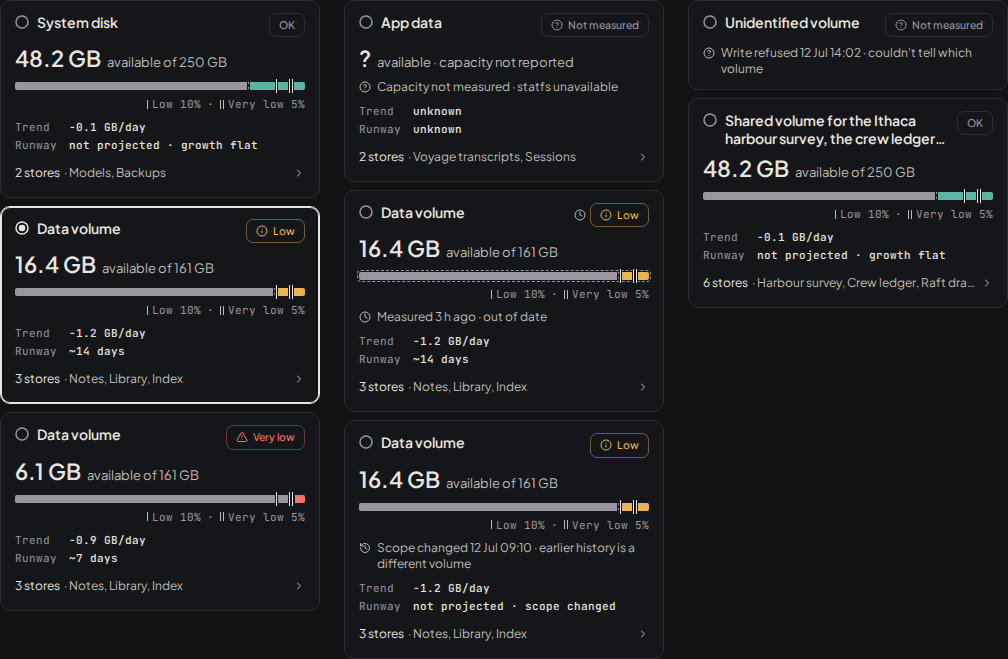 System disk
OK
48.2 GB available of 250 GB
Low 10% · Very low 5%
Trend -0.1 GB/day
Runway not projected · growth flat
2 stores · Models, Backups
Data volume
Low
16.4 GB available of 161 GB
Low 10% · Very low 5%
Trend -1.2 GB/day
Runway ~14 days
3 stores · Notes, Library, Index
Data volume
Very low
6.1 GB available of 161 GB
Low 10% · Very low 5%
Trend -0.9 GB/day
Runway ~7 days
3 stores · Notes, Library, Index
App data
Not measured
? available · capacity not reported
Capacity not measured · statfs unavailable
Trend unknown
Runway unknown
2 stores · Voyage transcripts, Sessions
Data volume
Low
16.4 GB available of 161 GB
Low 10% · Very low 5%
Measured 3 h ago · out of date
Trend -1.2 GB/day
Runway ~14 days
3 stores · Notes, Library, Index
Data volume
Low
16.4 GB available of 161 GB
Low 10% · Very low 5%
Scope changed 12 Jul 09:10 · earlier history is a
different volume
Trend -1.2 GB/day
Runway not projected · scope changed
3 stores · Notes, Library, Index
Unidentified volume
Not measured
Write refused 12 Jul 14:02 · couldn't tell which
volume
Shared volume for the Ithaca
harbour survey, the crew ledger...
OK
48.2 GB available of 250 GB
Low 10% · Very low 5%
Trend -0.1 GB/day
Runway not projected · growth flat
6 stores · Harbour survey, Crew ledger, Raft dra...